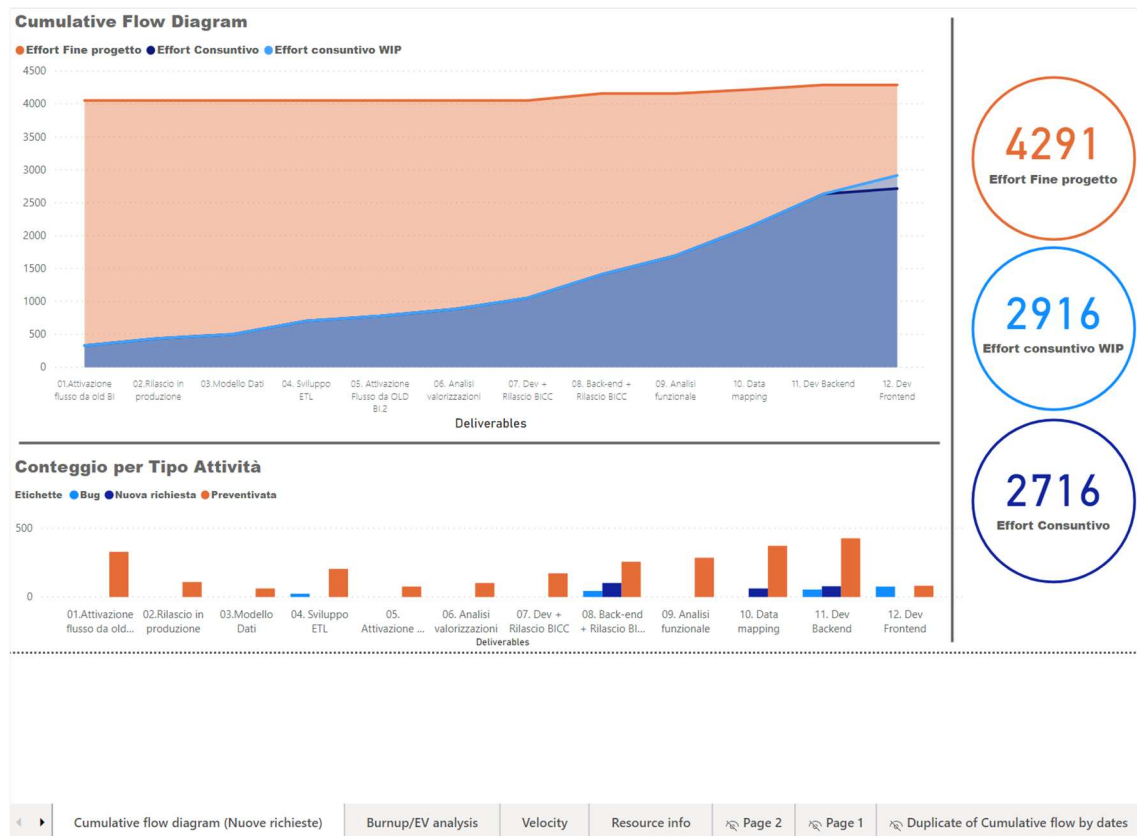 Cumulative Flow Diagram
Effort Fine progetto Effort Consuntivo Effort consuntivo WIP
4500
4000
3500
3000
2500
2000
1500
1000
500
0
01.Attivazione
flusso da old BI
02.Rilascio in
produzione
03.Modello Dati
04. Sviluppo
ETL
05. Attivazione
Flusso da OLD
BI.2
06. Analisi
valorizzazioni
07. Dev +
Rilascio BICC
08. Back-end +
Rilascio BICC
09. Analisi
funzionale
10. Data
mapping
11. Dev Backend
12. Dev
Frontend
Deliverables
4291
Effort Fine progetto
2916
Effort consuntivo WIP
2716
Effort Consuntivo
Conteggio per Tipo Attività
Etichette Bug Nuova richiesta Preventivata
500
0
01.Attivazione
flusso da old...
02.Rilascio in
produzione
03.Modello
Dati
04. Sviluppo
ETL
05.
Attivazione ...
06. Analisi
valorizzazioni
07. Dev +
Rilascio BICC
08. Back-end
+ Rilascio BI...
09. Analisi
funzionale
10. Data
mapping
11. Dev
Backend
12. Dev
Frontend
Deliverables
Cumulative flow diagram (Nuove richieste)
Burnup/EV analysis
Velocity
Resource info
Page 2
Page 1
Duplicate of Cumulative flow by dates